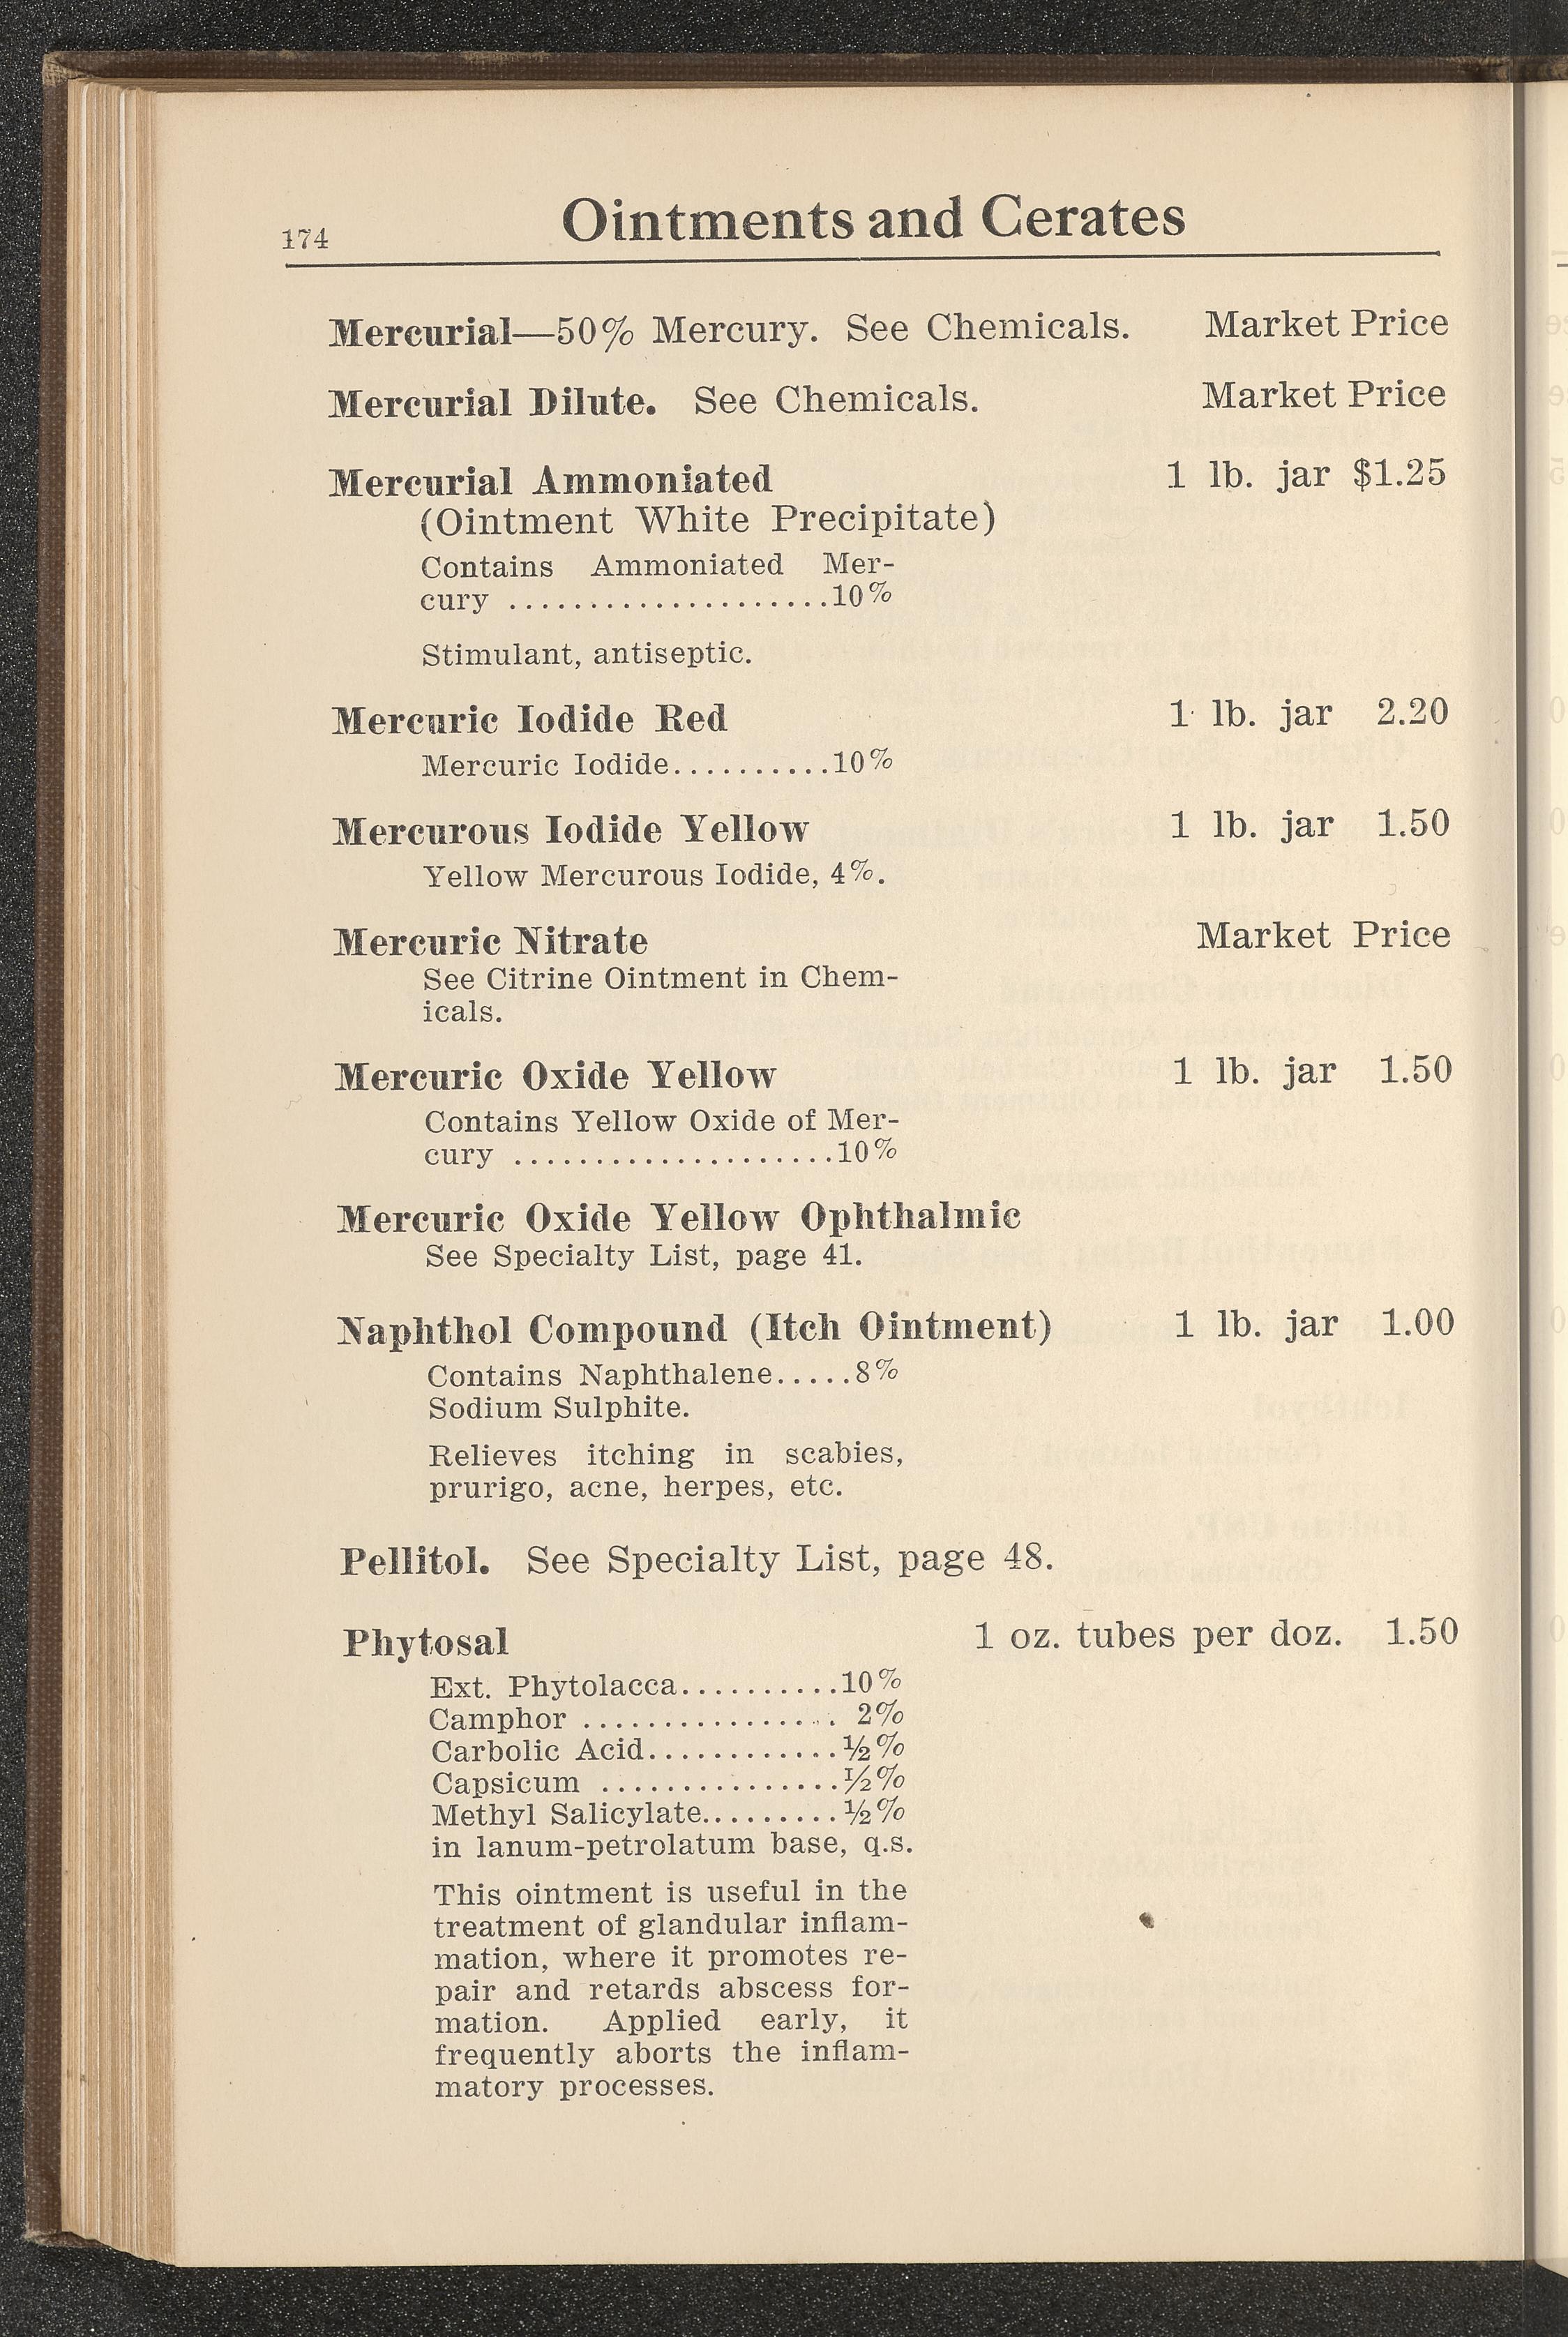 174
Ointments and Cerates
Mercurial—50% Mercury. See Chemicals. Market Price
Mercurial Dilute. See Chemicals. Market Price
Mercurial Ammoniated 1 lb. jar $1.25
(Ointment White Precipitate)
Contains Ammoniated Mer-
cury ....................10%
Stimulant, antiseptic.
Mercuric Iodide Red 1 lb. jar 2.20
Mercuric Iodide..........10%
Mercurous Iodide Yellow 1 lb. jar 1.50
Yellow Mercurous Iodide, 4%.
Mercuric Nitrate Market Price
See Citrine Ointment in Chem-
icals.
Mercuric Oxide Yellow 1 lb. jar 1.50
Contains Yellow Oxide of Mer-
cury ....................10%
Mercuric Oxide Yellow Ophthalmic
See Specialty List, page 41.
Naphthol Compound (Itch Ointment) 1 lb. jar 1.00
Contains Naphthalene.....8%
Sodium Sulphite.
Relieves itching in scabies,
prurigo, acne, herpes, etc.
Pellitol. See Specialty List, page 48.
Phytosal 1 oz. tubes per doz. 1.50
Ext. Phytolacca..........10%
Camphor ................ 2%
Carbolic Acid............½%
Capsicum ...............½%
Methyl Salicylate.........½%
in lanum-petrolatum base, q.s.
This ointment is useful in the
treatment of glandular inflam-
mation, where it promotes re-
pair and retards abscess for-
mation. Applied early, it
frequently aborts the inflam-
matory processes.